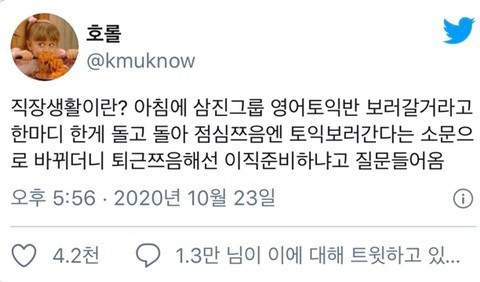 호롤
@kmuknow
직장생활이란? 아침에 삼진그룹 영어토익반 보러갈거라고
한마디 한게 돌고 돌아 점심쯔음엔 토익보러간다는 소문으
로 바뀌더니 퇴근쯔음해선 이직준비하냐고 질문들어옴
오후 5:56 · 2020년 10월 23일
4.2천
1.3만 님이 이에 대해 트윗하고 있...